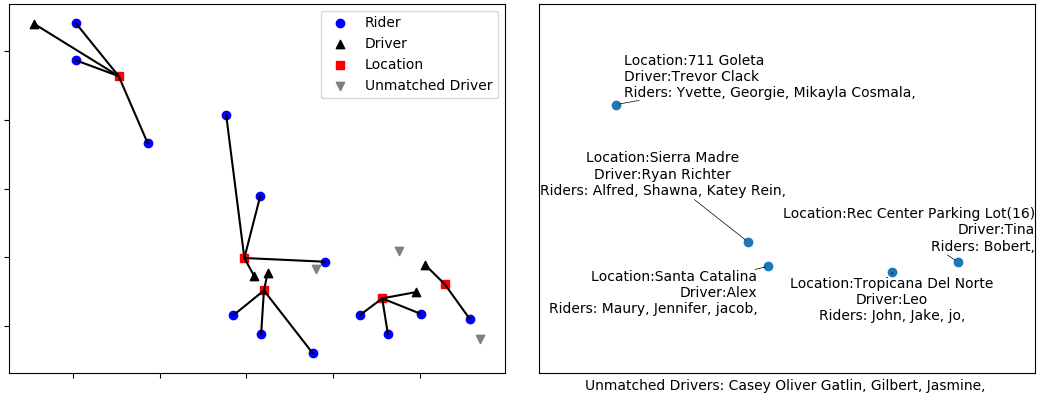 Rider
Driver
Location
Unmatched Driver
Location:711 Goleta
Driver:Trevor Clack
Riders: Yvette, Georgie, Mikayla Cosmala,
Location:Sierra Madre
Driver:Ryan Richter
Riders: Alfred, Shawna, Katey Rein,
Location:Rec Center Parking Lot(16)
Driver:Tina
Riders: Bobert,
Location:Santa Catalina
Driver:Alex
Riders: Maury, Jennifer, jacob,
Location:Tropicana Del Norte
Driver:Leo
Riders: John, Jake, jo,
Unmatched Drivers: Casey Oliver Gatlin, Gilbert, Jasmine,